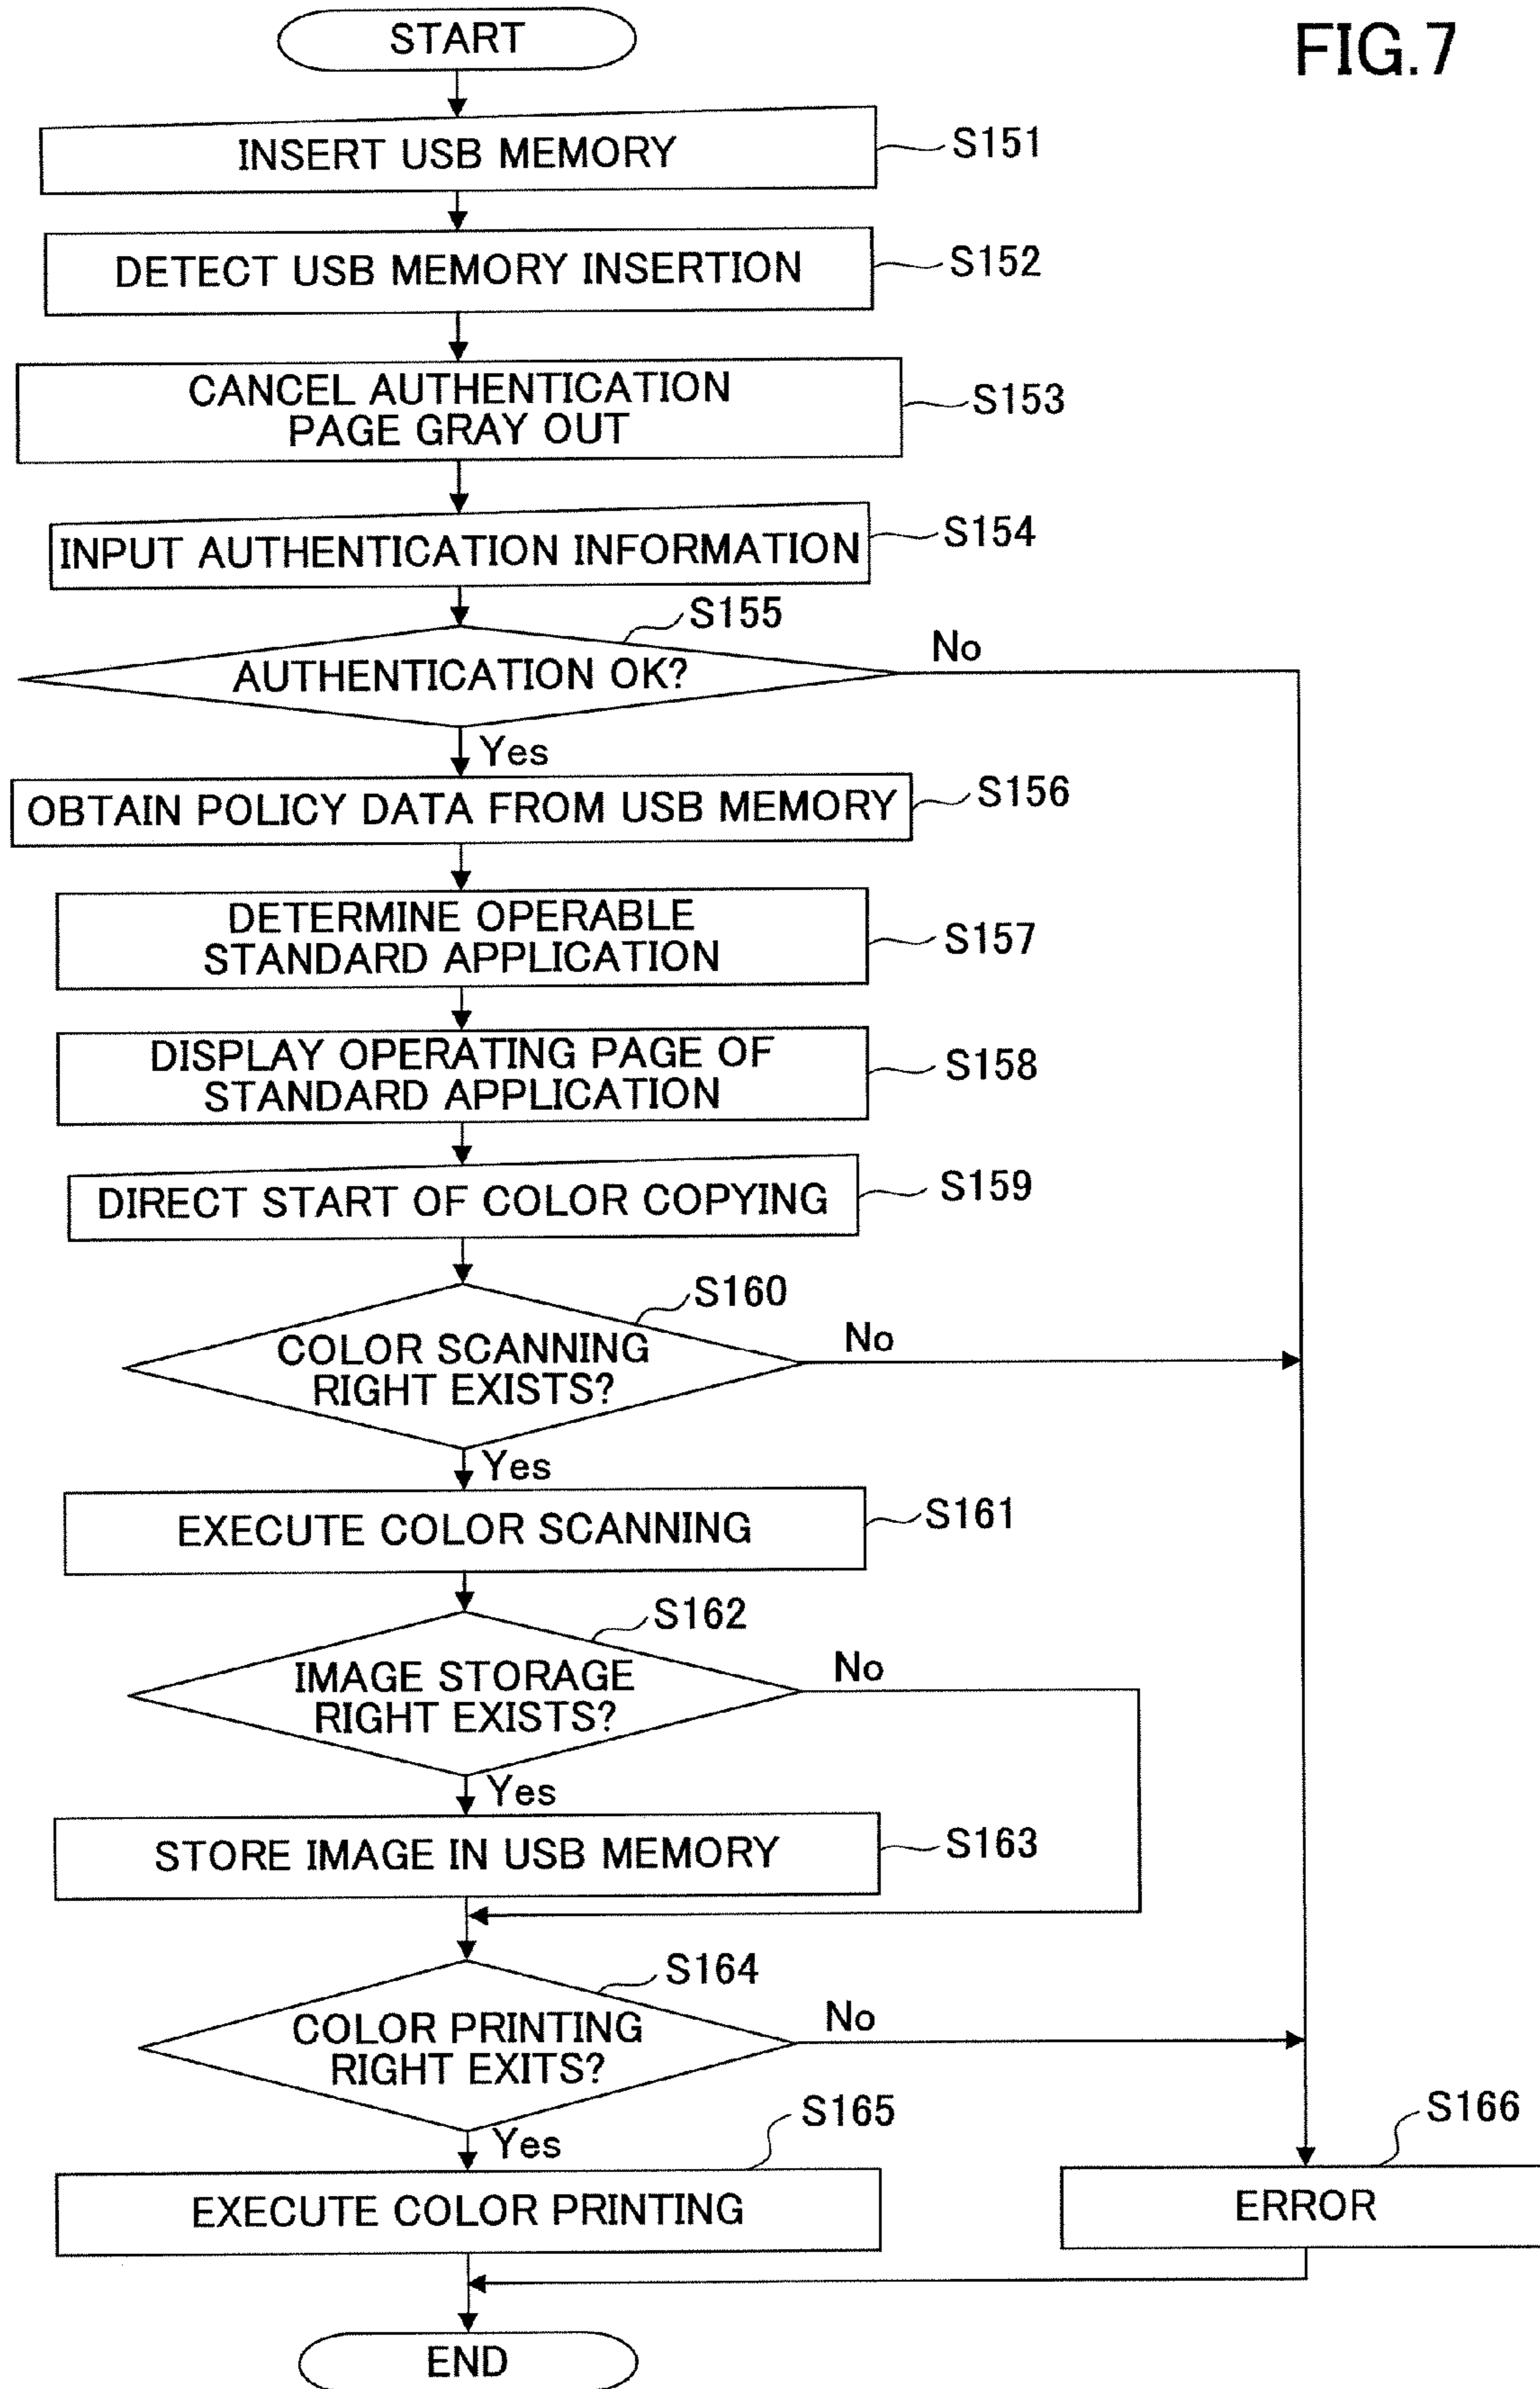 FIG.7
START
INSERT USB MEMORY
S151
DETECT USB MEMORY INSERTION
S152
CANCEL AUTHENTICATION
PAGE GRAY OUT
S153
INPUT AUTHENTICATION INFORMATION
S154
S155
AUTHENTICATION OK?
No
Yes
OBTAIN POLICY DATA FROM USB MEMORY
S156
DETERMINE OPERABLE
STANDARD APPLICATION
S157
DISPLAY OPERATING PAGE OF
STANDARD APPLICATION
S158
DIRECT START OF COLOR COPYING
S159
S160
COLOR SCANNING
RIGHT EXISTS?
No
Yes
EXECUTE COLOR SCANNING
S161
S162
IMAGE STORAGE
RIGHT EXISTS?
No
Yes
STORE IMAGE IN USB MEMORY
S163
S164
COLOR PRINTING
RIGHT EXITS?
No
Yes
S165
EXECUTE COLOR PRINTING
S166
ERROR
END